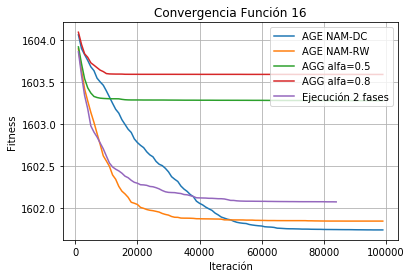 Convergencia Función 16
Fitness
1604.0
1603.5
1603.0
1602.5
1602.0
AGE NAM-DC
AGE NAM-RW
AGG alfa=0.5
AGG alfa=0.8
Ejecución 2 fases
0 20000 40000 60000 80000 100000
Iteración